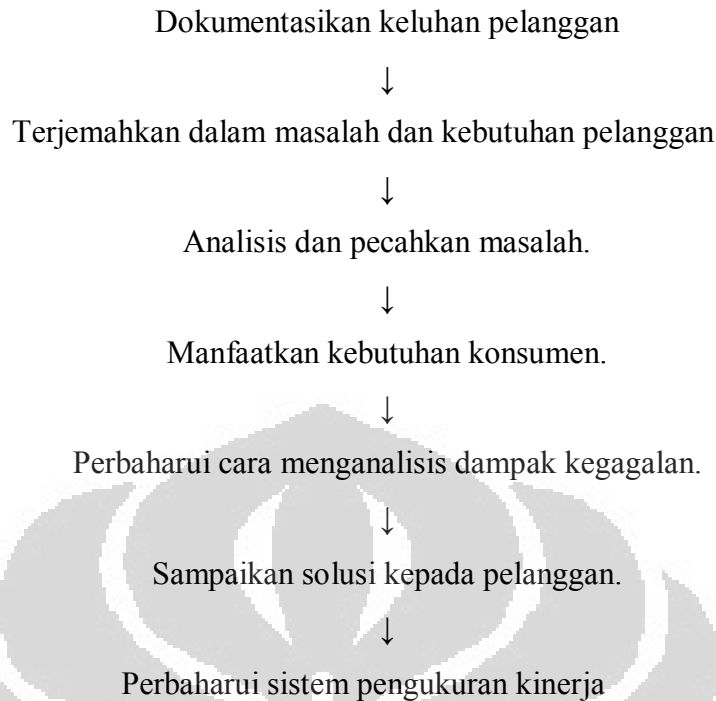 Dokumentasikan keluhan pelanggan
↓
Terjemahkan dalam masalah dan kebutuhan pelanggan
↓
Analisis dan pecahkan masalah.
↓
Manfaatkan kebutuhan konsumen.
↓
Perbaharui cara menganalisis dampak kegagalan.
↓
Sampaikan solusi kepada pelanggan.
↓
Perbaharui sistem pengukuran kinerja